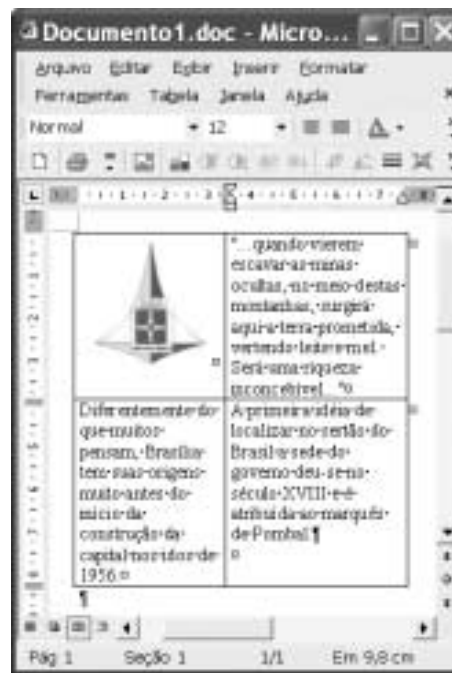 Documento1.doc - Micro...
Arquivo Editar Exibir Inserir Formatar
Ferramentas Tabela Janela Ajuda
Normal 12
"...quando vierem
escavar as minas
ocultas, no meio destas
montanhas, surgirá
aqui a terra prometida,
vertendo leite e mel.
Será uma riqueza
inconcebível..."
Diferentemente do
que muitos
pensam, Brasília
tem suas origens
muito antes do
início da
construção da
capital nos idos de
1956.
A primeira idéia de
localizar no sertão do
Brasil a sede do
governo deu-se no
século XVIII e é
atribuída ao marquês
de Pombal.¶
¶
Pág 1 Seção 1 1/1 Em 9,8 cm